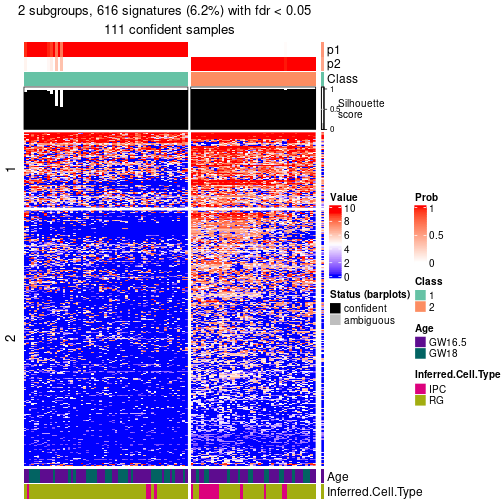 2 subgroups, 616 signatures (6.2%) with fdr < 0.05
111 confident samples
p1
p2
Class
1
0.5
0
Silhouette
score
1
2
Value
10
8
6
4
2
0
Prob
1
0.5
0
Status (barplots)
confident
ambiguous
Class
1
2
Age
GW16.5
GW18
Inferred.Cell.Type
IPC
RG
Age
Inferred.Cell.Type